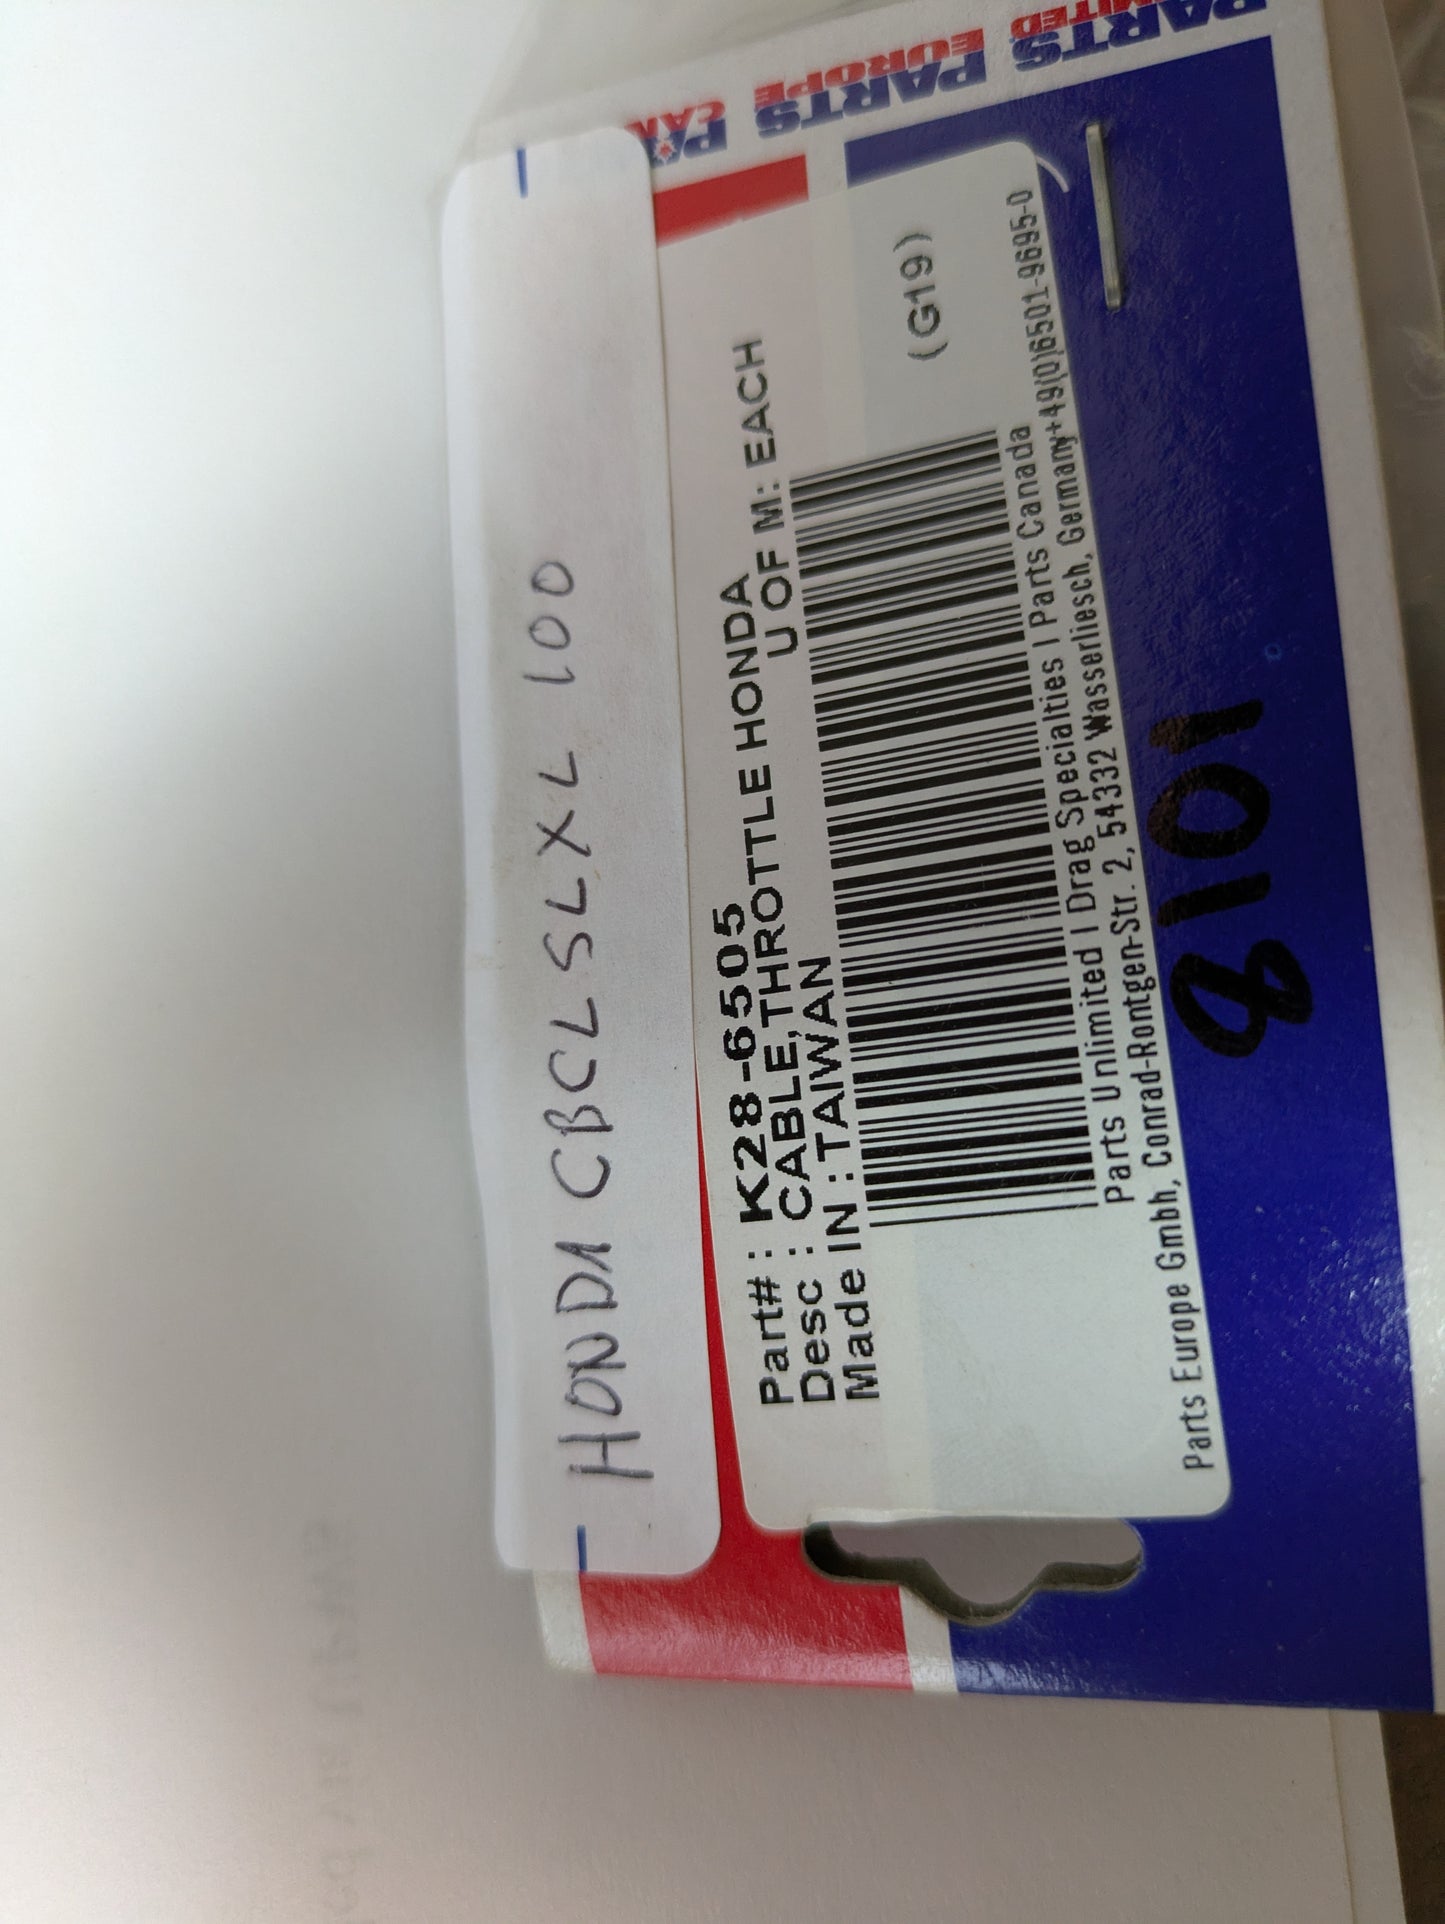 PARTS PARTS PA
UNLIMITED EUROPE CAN
HONDA CBCLSLXL 100
Part# : K28-6505
Desc : CABLE,THROTTLE HONDA
Made IN : TAIWAN U OF M: EACH
(G19)
Parts Unlimited | Drag Specialties | Parts Canada
Parts Europe Gmbh, Conrad-Rontgen-Str. 2, 54332 Wasserliesch, Germany+49(0)6501-9695-0
8101